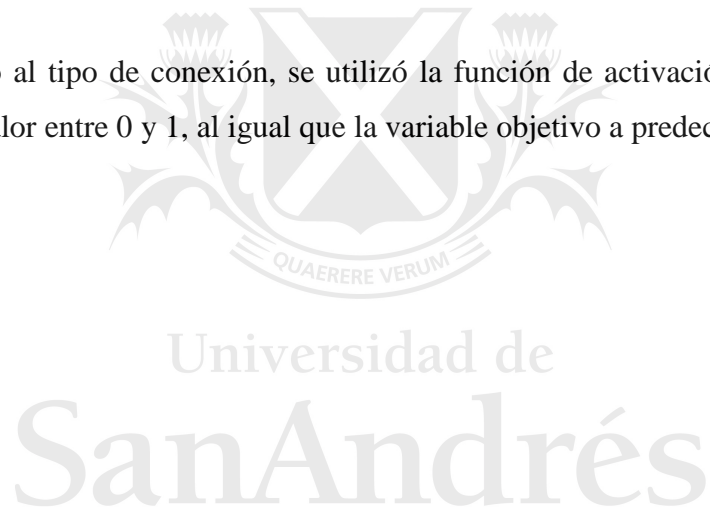 al tipo de conexión, se utilizó la función de activació
lor entre 0 y 1, al igual que la variable objetivo a predec
QUAERERE VERUM
Universidad de
SanAndrés